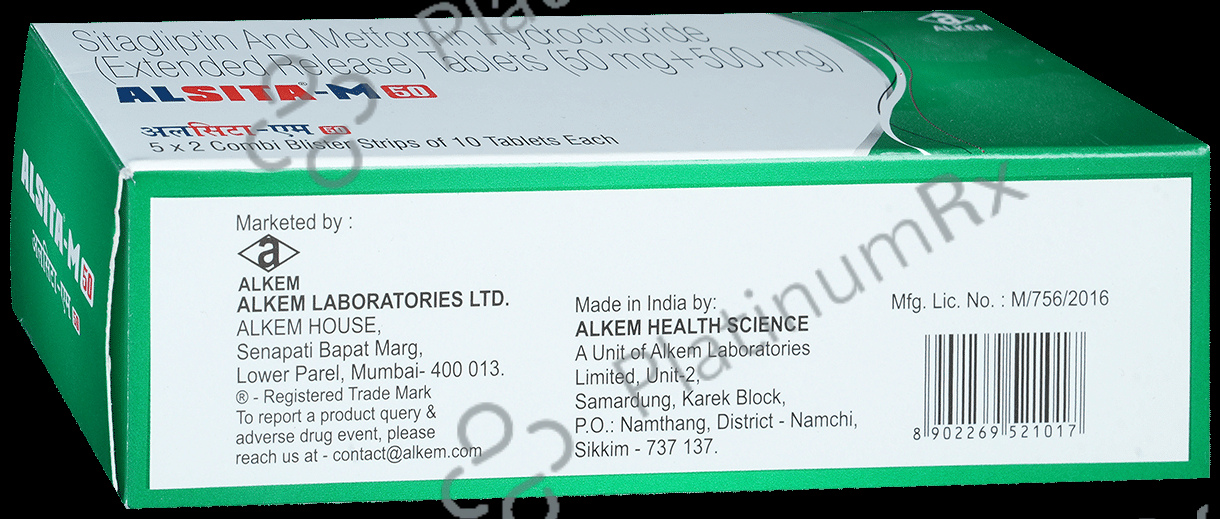 Sitagliptin And Metformin Hydrochloride
(Extended Release) Tablets (50 mg+500 mg)
ALSITA®-M 50
अलसिटा-एम 50
5 x 2 Combi Blister Strips of 10 Tablets Each
ALKEM
ALSITA®-M 50
अलसिटा-एम 50
Marketed by :
a
ALKEM
ALKEM LABORATORIES LTD.
ALKEM HOUSE,
Senapati Bapat Marg,
Lower Parel, Mumbai- 400 013.
® - Registered Trade Mark
To report a product query &
adverse drug event, please
reach us at - contact@alkem.com
Made in India by:
ALKEM HEALTH SCIENCE
A Unit of Alkem Laboratories
Limited, Unit-2,
Samardung, Karek Block,
P.O.: Namthang, District - Namchi,
Sikkim - 737 137.
Mfg. Lic. No. : M/756/2016
8 902269 521017
PlatinumRx
PlatinumRx